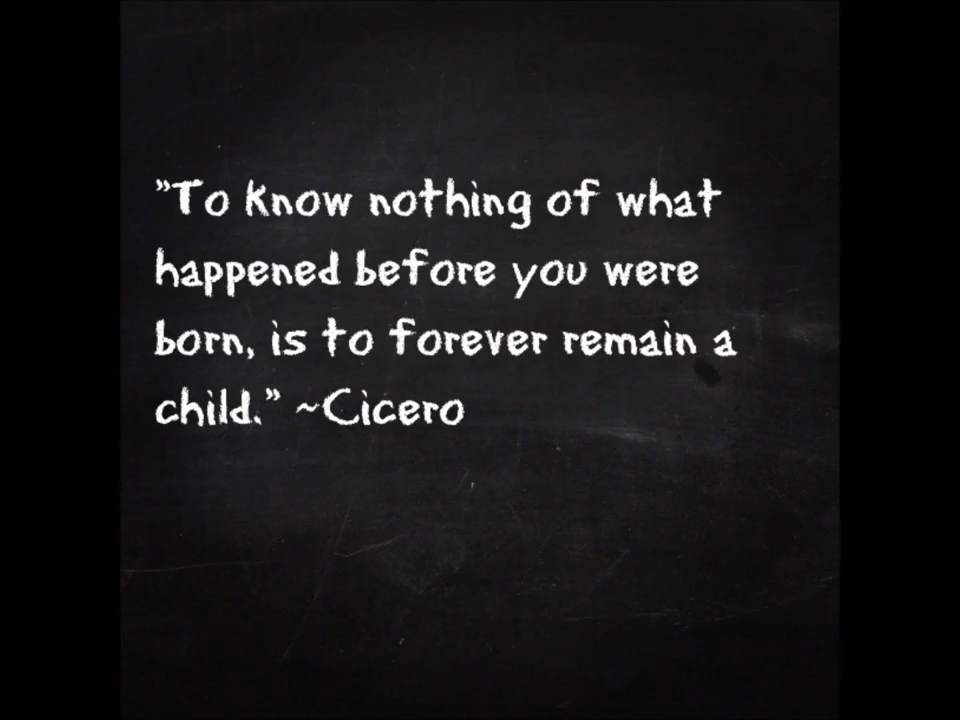 "To know nothing of what
happened before you were
born, is to forever remain a
child." ~Cicero